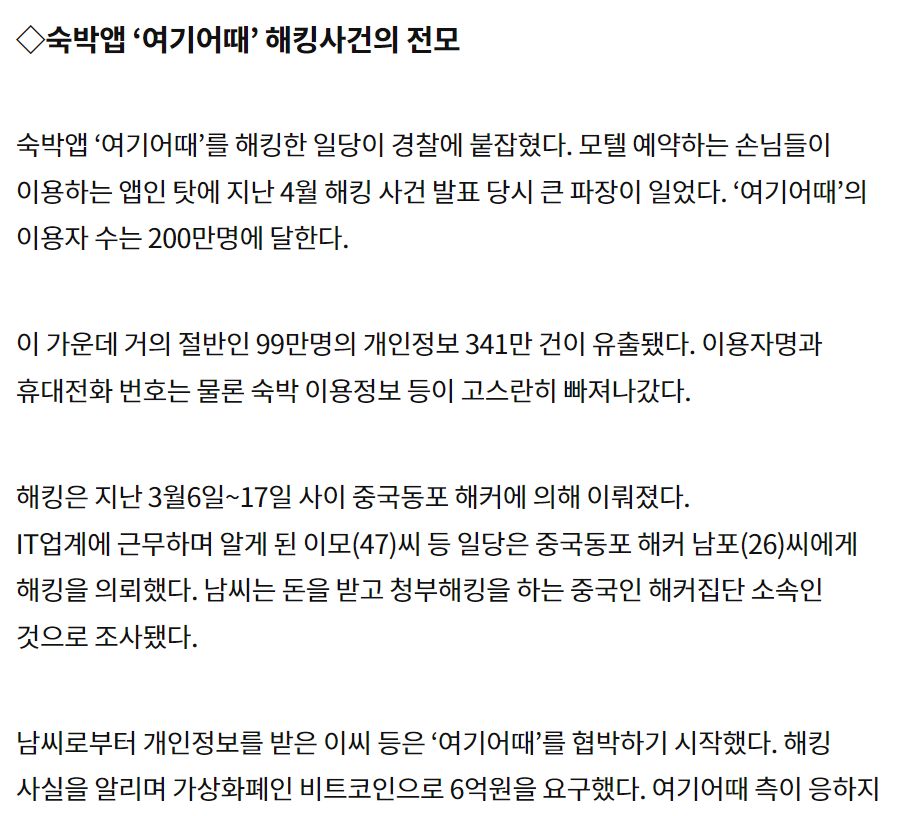 ◇숙박앱 ‘여기어때’ 해킹사건의 전모
숙박앱 ‘여기어때’를 해킹한 일당이 경찰에 붙잡혔다. 모텔 예약하는 손님들이
이용하는 앱인 탓에 지난 4월 해킹 사건 발표 당시 큰 파장이 일었다. ‘여기어때’의
이용자 수는 200만명에 달한다.
이 가운데 거의 절반인 99만명의 개인정보 341만 건이 유출됐다. 이용자명과
휴대전화 번호는 물론 숙박 이용정보 등이 고스란히 빠져나갔다.
해킹은 지난 3월6일~17일 사이 중국동포 해커에 의해 이뤄졌다.
IT업계에 근무하며 알게 된 이모(47)씨 등 일당은 중국동포 해커 남포(26)씨에게
해킹을 의뢰했다. 남씨는 돈을 받고 청부해킹을 하는 중국인 해커집단 소속인
것으로 조사됐다.
남씨로부터 개인정보를 받은 이씨 등은 ‘여기어때’를 협박하기 시작했다. 해킹
사실을 알리며 가상화폐인 비트코인으로 6억원을 요구했다. 여기어때 측이 응하지